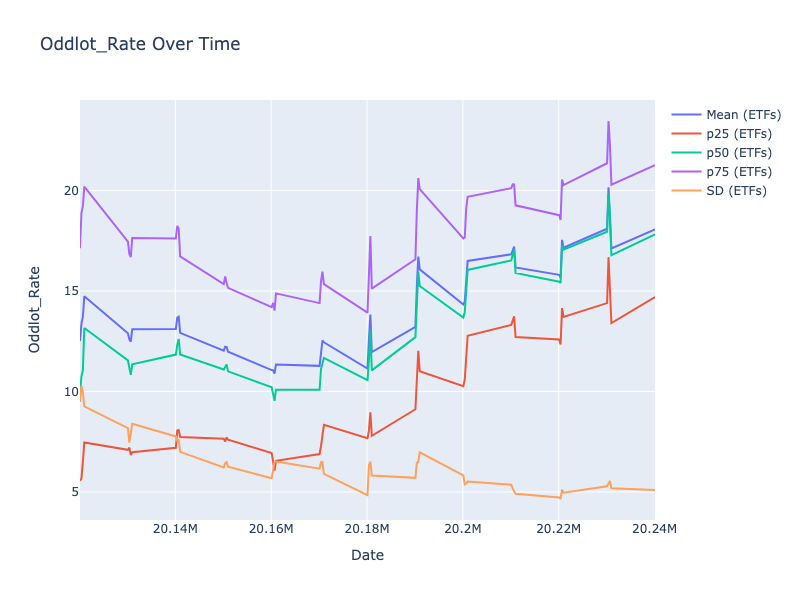 Oddlot_Rate Over Time
Mean (ETFs)
p25 (ETFs)
p50 (ETFs)
p75 (ETFs)
SD (ETFs)
Oddlot_Rate
20
15
10
5
20.14M
20.16M
20.18M
20.2M
20.22M
20.24M
Date